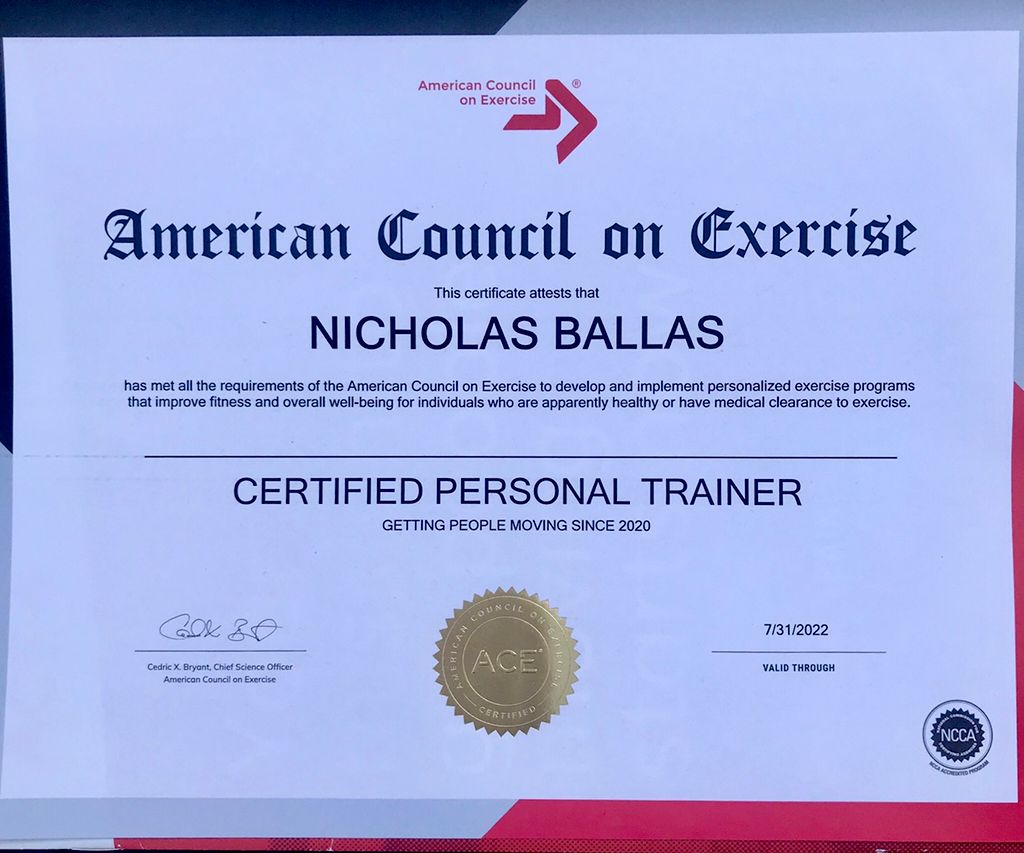 American Council
on Exercise ®
American Council on Exercise
This certificate attests that
NICHOLAS BALLAS
has met all the requirements of the American Council on Exercise to develop and implement personalized exercise programs
that improve fitness and overall well-being for individuals who are apparently healthy or have medical clearance to exercise.
CERTIFIED PERSONAL TRAINER
GETTING PEOPLE MOVING SINCE 2020
Cedric X. Bryant, Chief Science Officer
American Council on Exercise
AMERICAN COUNCIL ON EXERCISE
ACE
CERTIFIED
7/31/2022
VALID THROUGH
NCCA
NCCA ACCREDITED PROGRAM